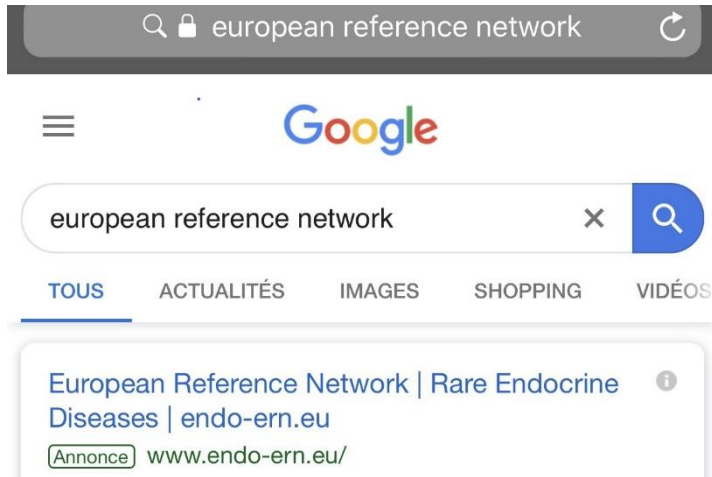 european reference network
Google
european reference network
TOUS ACTUALITÉS IMAGES SHOPPING VIDÉOS
European Reference Network | Rare Endocrine
Diseases | endo-ern.eu
Annonce www.endo-ern.eu/